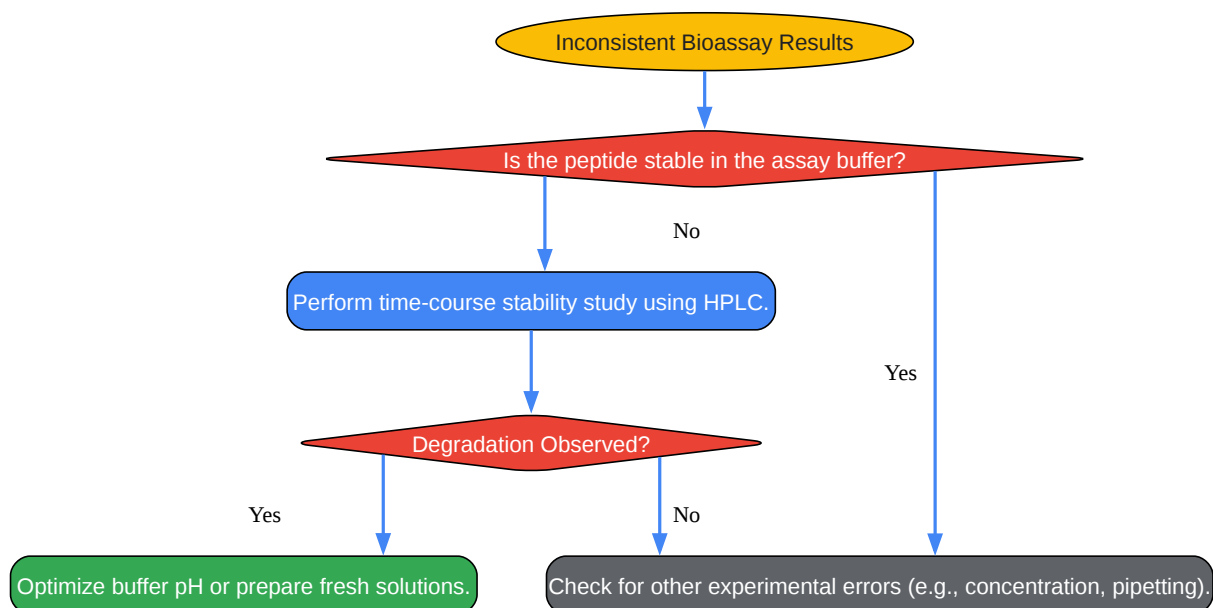 Inconsistent Bioassay Results
Is the peptide stable in the assay buffer?
No
Perform time-course stability study using HPLC.
Yes
Degradation Observed?
Yes
No
Optimize buffer pH or prepare fresh solutions.
Check for other experimental errors (e.g., concentration, pipetting).